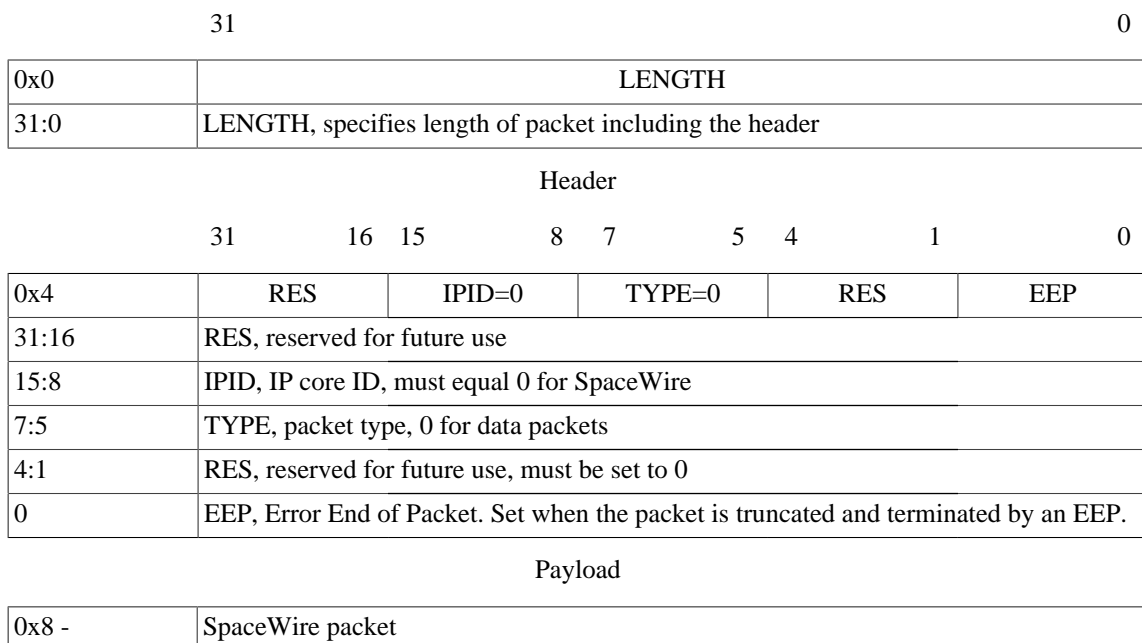 31 0
0x0 LENGTH
31:0 LENGTH, specifies length of packet including the header
Header
31 16 15 8 7 5 4 1 0
0x4 RES IPID=0 TYPE=0 RES EEP
31:16 RES, reserved for future use
15:8 IPID, IP core ID, must equal 0 for SpaceWire
7:5 TYPE, packet type, 0 for data packets
4:1 RES, reserved for future use, must be set to 0
0 EEP, Error End of Packet. Set when the packet is truncated and terminated by an EEP.
Payload
0x8 - SpaceWire packet